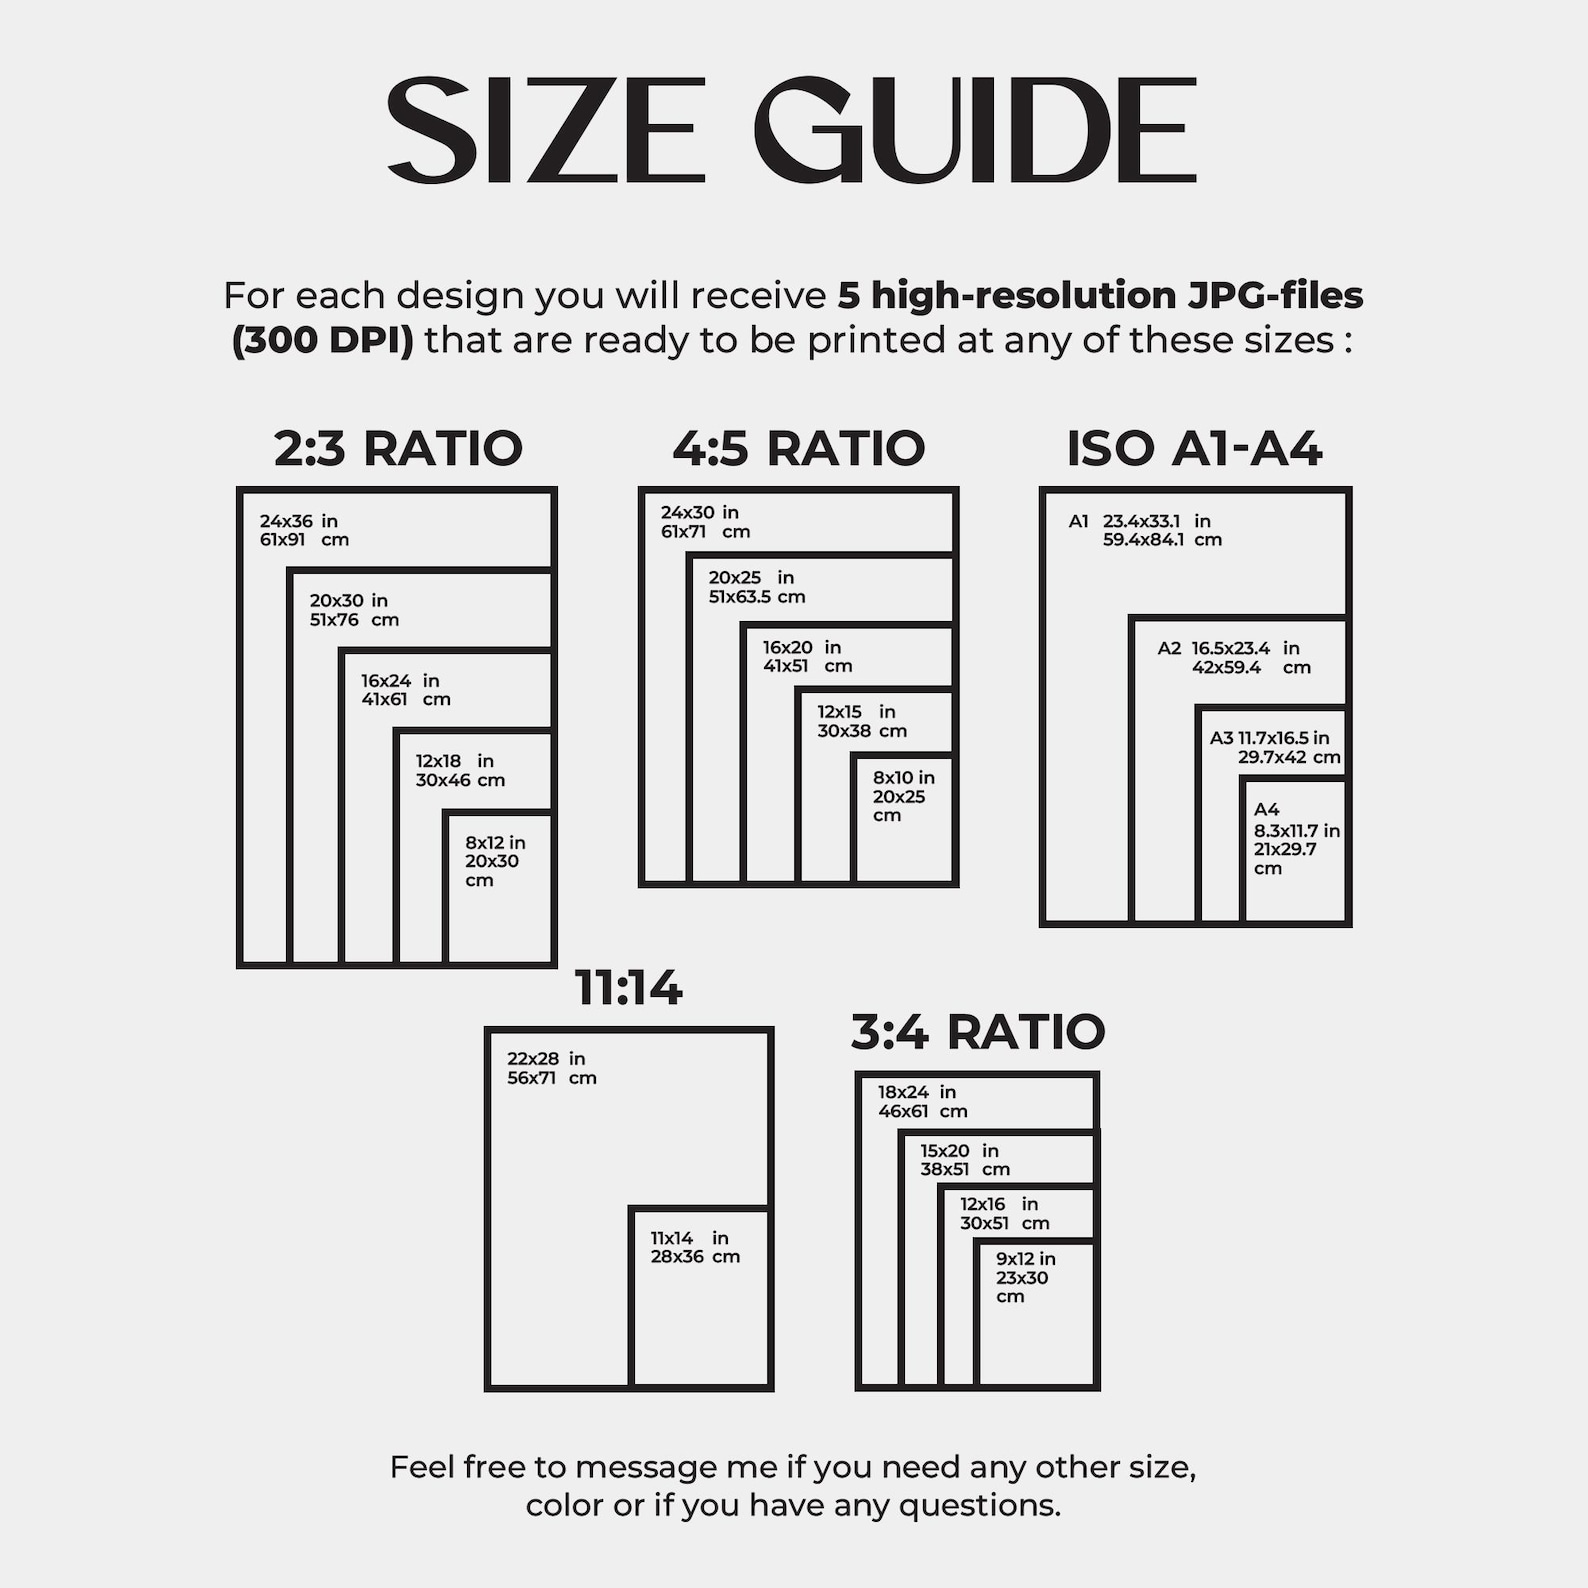 SIZE GUIDE
For each design you will receive 5 high-resolution JPG-files
(300 DPI) that are ready to be printed at any of these sizes :
2:3 RATIO
24x36 in
61x91 cm
20x30 in
51x76 cm
16x24 in
41x61 cm
12x18 in
30x46 cm
8x12 in
20x30
cm
4:5 RATIO
24x30 in
61x71 cm
20x25 in
51x63.5 cm
16x20 in
41x51 cm
12x15 in
30x38 cm
8x10 in
20x25
cm
ISO A1-A4
A1 23.4x33.1 in
59.4x84.1 cm
A2 16.5x23.4 in
42x59.4 cm
A3 11.7x16.5 in
29.7x42 cm
A4
8.3x11.7 in
21x29.7
cm
11:14
22x28 in
56x71 cm
11x14 in
28x36 cm
3:4 RATIO
18x24 in
46x61 cm
15x20 in
38x51 cm
12x16 in
30x51 cm
9x12 in
23x30
cm
Feel free to message me if you need any other size,
color or if you have any questions.